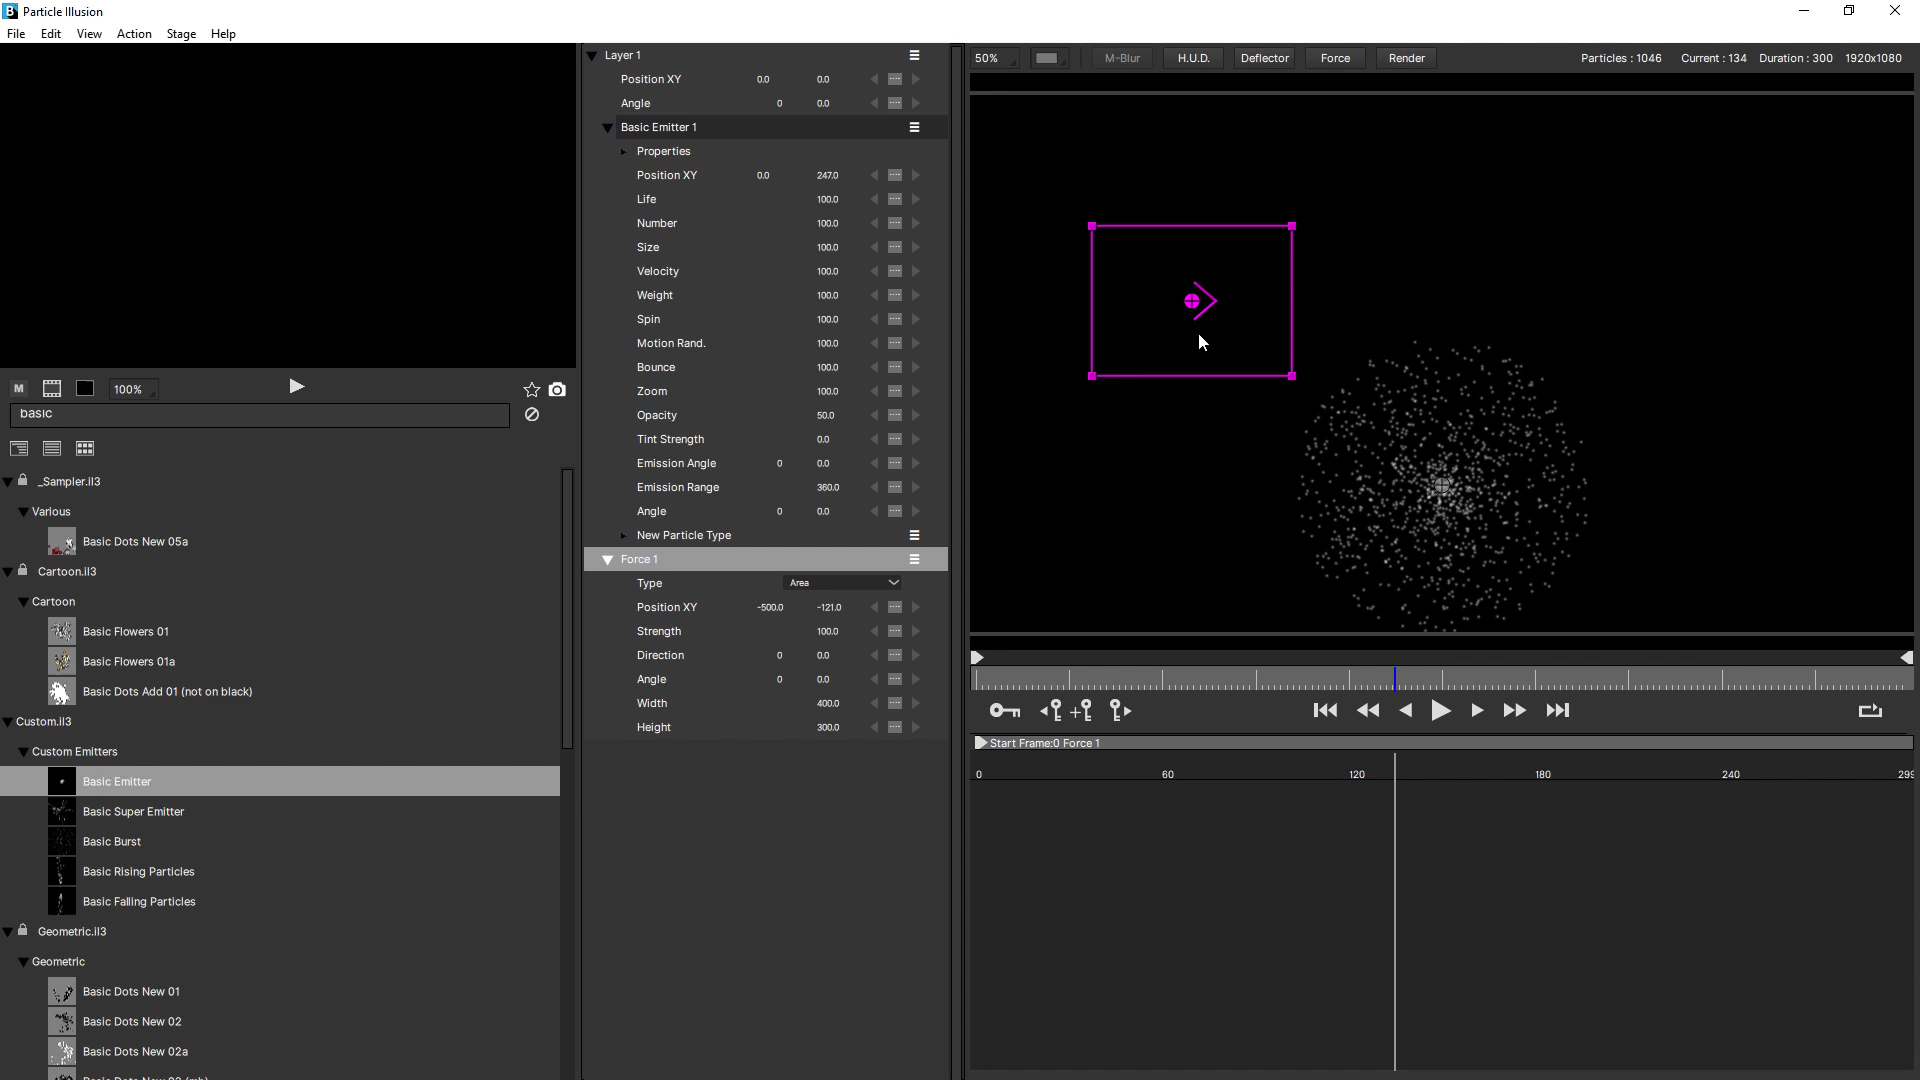 Particle Illusion
File Edit View Action Stage Help
M 100%
basic
_Sampler.il3
Various
Basic Dots New 05a
Cartoon.il3
Cartoon
Basic Flowers 01
Basic Flowers 01a
Basic Dots Add 01 (not on black)
Custom.il3
Custom Emitters
Basic Emitter
Basic Super Emitter
Basic Burst
Basic Rising Particles
Basic Falling Particles
Geometric.il3
Geometric
Basic Dots New 01
Basic Dots New 02
Basic Dots New 02a
Layer 1
Position XY 0.0 0.0
Angle 0 0.0
Basic Emitter 1
Properties
Position XY 0.0 247.0
Life 100.0
Number 100.0
Size 100.0
Velocity 100.0
Weight 100.0
Spin 100.0
Motion Rand. 100.0
Bounce 100.0
Zoom 100.0
Opacity 50.0
Tint Strength 0.0
Emission Angle 0 0.0
Emission Range 360.0
Angle 0 0.0
New Particle Type
Force 1
Type Area
Position XY -500.0 -121.0
Strength 100.0
Direction 0 0.0
Angle 0 0.0
Width 400.0
Height 300.0
50% M-Blur H.U.D. Deflector Force Render Particles : 1046 Current : 134 Duration : 300 1920x1080
Start Frame:0 Force 1
0 60 120 180 240 299